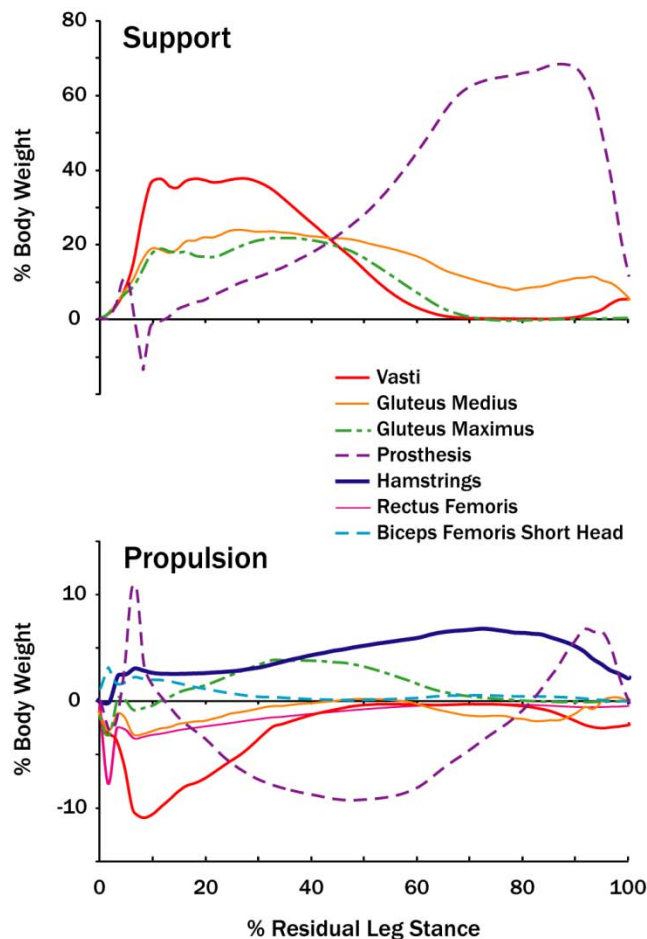 Support
80
60
40
20
0
% Body Weight
Vasti
Gluteus Medius
Gluteus Maximus
Prosthesis
Hamstrings
Rectus Femoris
Biceps Femoris Short Head
Propulsion
10
0
-10
% Body Weight
0 20 40 60 80 100
% Residual Leg Stance